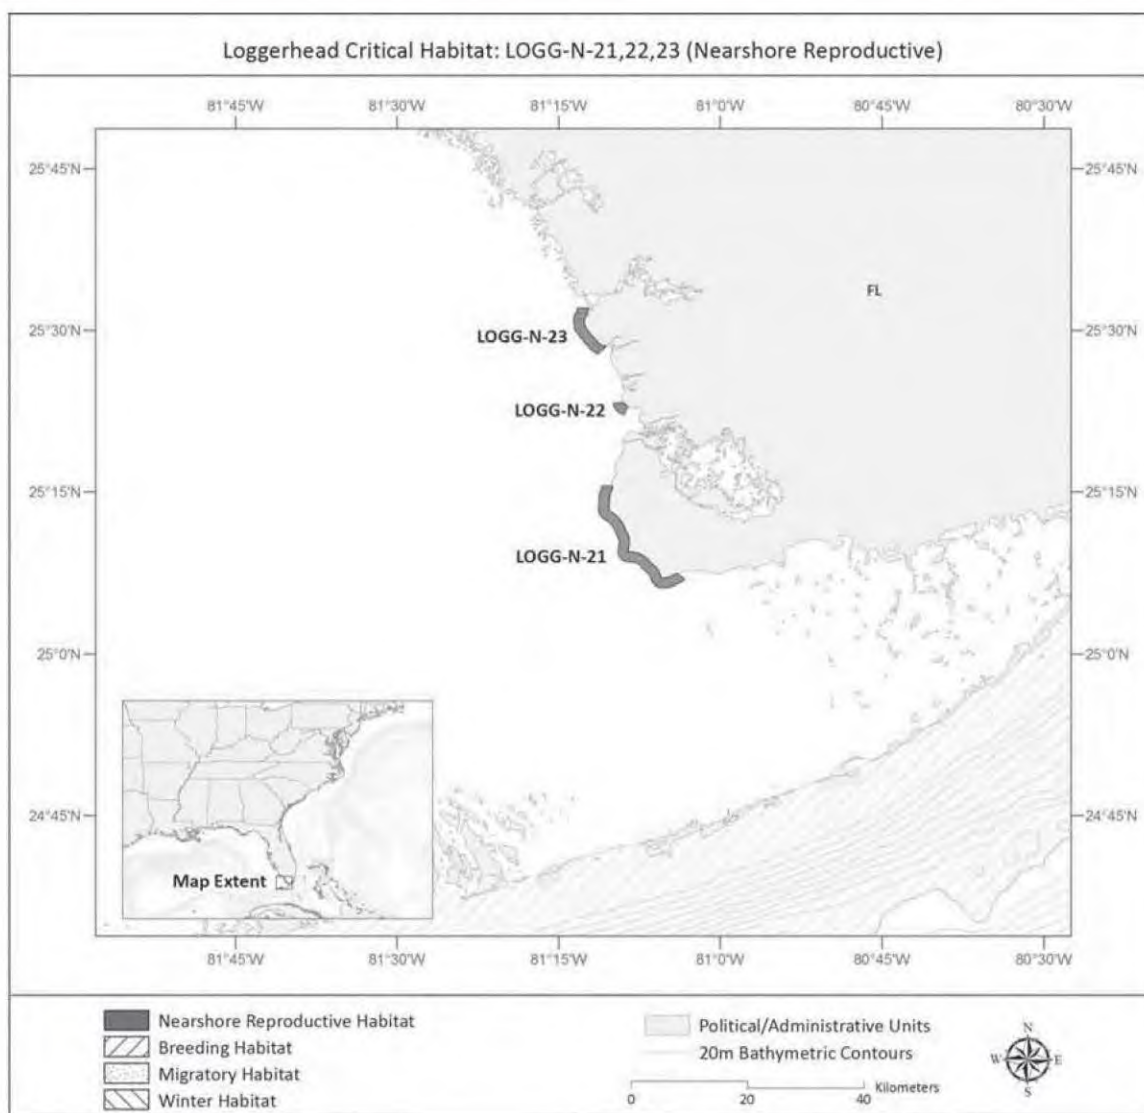 Loggerhead Critical Habitat: LOGG-N-21,22,23 (Nearshore Reproductive)
81°45'W 81°30'W 81°15'W 81°0'W 80°45'W 80°30'W
25°45'N 25°45'N
FL
25°30'N 25°30'N
LOGG-N-23
LOGG-N-22
25°15'N 25°15'N
LOGG-N-21
25°0'N 25°0'N
24°45'N 24°45'N
Map Extent
81°45'W 81°30'W 81°15'W 81°0'W 80°45'W 80°30'W
Nearshore Reproductive Habitat
Breeding Habitat
Migratory Habitat
Winter Habitat
Political/Administrative Units
20m Bathymetric Contours
Kilometers
0 20 40
N
W E
S